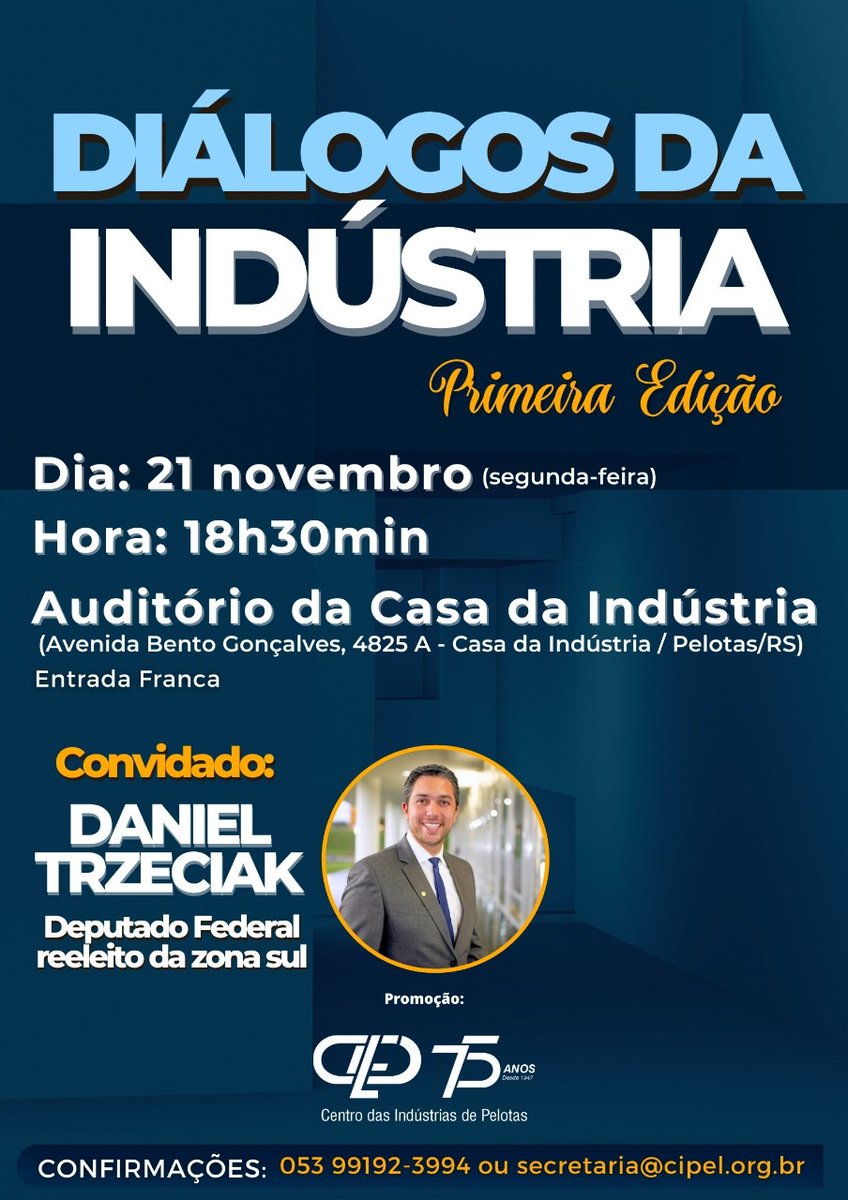 DIÁLOGOS DA
INDÚSTRIA
Primeira Edição
Dia: 21 novembro (segunda-feira)
Hora: 18h30min
Auditório da Casa da Indústria
(Avenida Bento Gonçalves, 4825 A - Casa da Indústria / Pelotas/RS)
Entrada Franca
Convidado:
DANIEL
TRZECIAK
Deputado Federal
reeleito da zona sul
Promoção:
CIPEL 75 ANOS
Desde 1947
Centro das Indústrias de Pelotas
CONFIRMAÇÕES: 053 99192-3994 ou secretaria@cipel.org.br